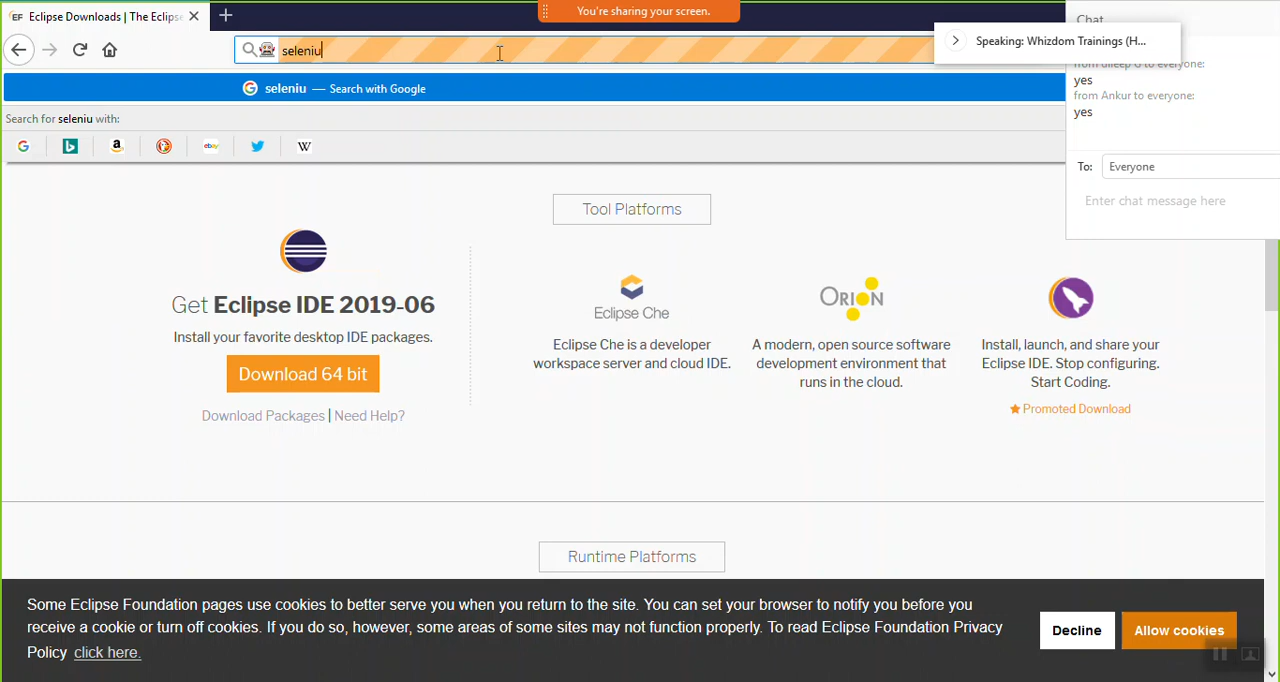 Eclipse Downloads | The Eclips
You're sharing your screen.
Chat
seleniu
Speaking: Whizdom Trainings (H...
from dileep G to everyone:
yes
from Ankur to everyone:
yes
seleniu — Search with Google
Search for seleniu with:
To: Everyone
Enter chat message here
Tool Platforms
Get Eclipse IDE 2019-06
Install your favorite desktop IDE packages.
Download 64 bit
Download Packages | Need Help?
Eclipse Che
Eclipse Che is a developer
workspace server and cloud IDE.
ORION
A modern, open source software
development environment that
runs in the cloud.
Install, launch, and share your
Eclipse IDE. Stop configuring.
Start Coding.
Promoted Download
Runtime Platforms
Some Eclipse Foundation pages use cookies to better serve you when you return to the site. You can set your browser to notify you before you
receive a cookie or turn off cookies. If you do so, however, some areas of some sites may not function properly. To read Eclipse Foundation Privacy
Policy click here.
Decline
Allow cookies